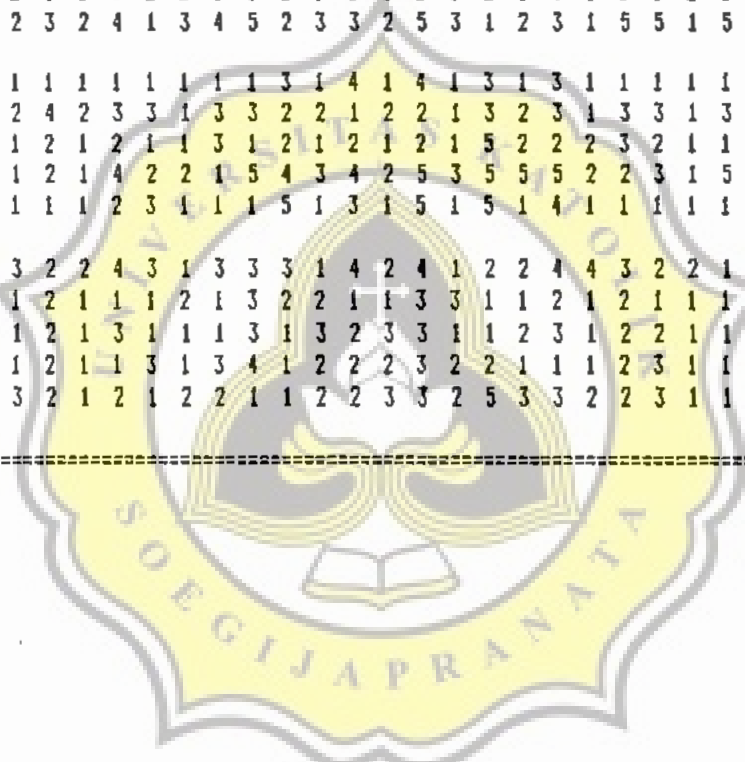 2 3 2 4 1 3 4 5 2 3 3 2 5 3 1 2 3 1 5 5 1 5
1 1 1 1 1 1 1 1 3 1 4 1 4 1 3 1 3 1 1 1 1 1
2 4 2 3 3 1 3 3 2 2 1 2 2 1 3 2 3 1 3 3 1 3
1 2 1 2 1 1 3 1 2 1 2 1 2 1 5 2 2 2 3 2 1 1
1 2 1 4 2 2 1 5 4 3 4 2 5 3 5 5 5 2 2 3 1 5
1 1 1 2 3 1 1 1 5 1 3 1 5 1 5 1 4 1 1 1 1 1
3 2 2 4 3 1 3 3 3 1 4 2 4 1 2 2 4 4 3 2 2 1
1 2 1 1 1 2 1 3 2 2 1 1 3 3 1 1 2 1 2 1 1 1
1 2 1 3 1 1 1 3 1 3 2 3 3 1 1 2 3 1 2 2 1 1
1 2 1 1 3 1 3 4 1 2 2 2 3 2 2 1 1 1 2 3 1 1
3 2 1 2 1 2 2 1 1 2 2 3 3 2 5 3 3 2 2 3 1 1
UNIVERSITAS KATOLIK
SOEGIJAPRANATA